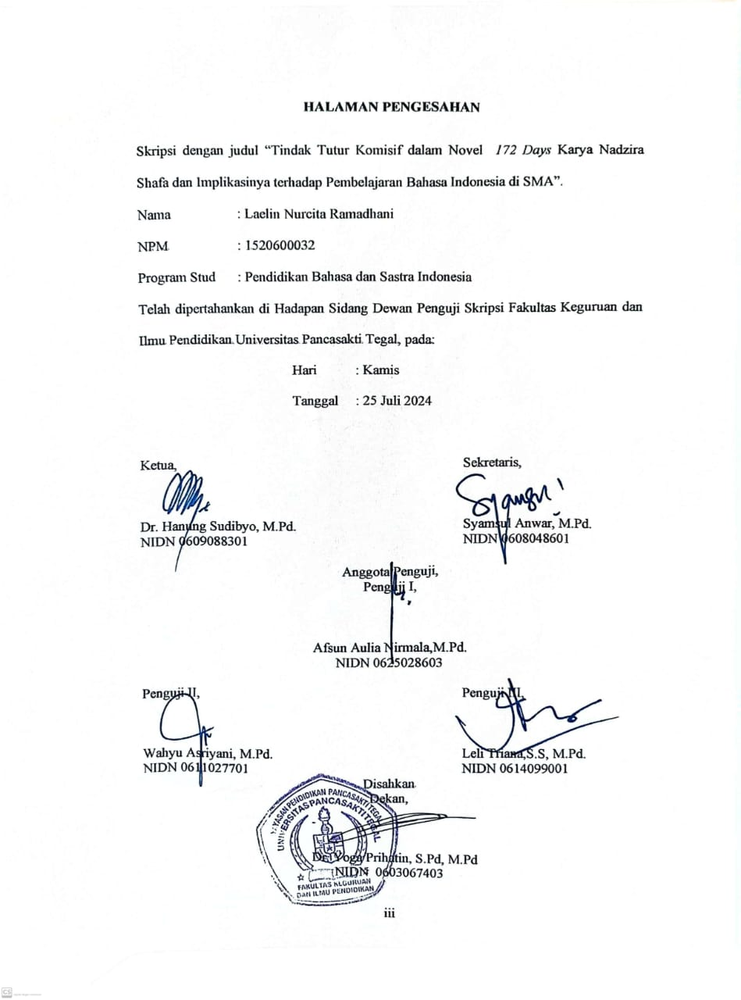 HALAMAN PENGESAHAN
Skripsi dengan judul “Tindak Tutur Komisif dalam Novel 172 Days Karya Nadzira
Shafa dan Implikasinya terhadap Pembelajaran Bahasa Indonesia di SMA”.
Nama : Laelin Nurcita Ramadhani
NPM : 1520600032
Program Stud : Pendidikan Bahasa dan Sastra Indonesia
Telah dipertahankan di Hadapan Sidang Dewan Penguji Skripsi Fakultas Keguruan dan
Ilmu Pendidikan Universitas Pancasakti Tegal, pada:
Hari : Kamis
Tanggal : 25 Juli 2024
Ketua,
Dr. Hanung Sudibyo, M.Pd.
NIDN 0609088301
Sekretaris,
Syamsul Anwar, M.Pd.
NIDN 0608048601
Anggota Penguji,
Penguji I,
Afsun Aulia Nirmala,M.Pd.
NIDN 0625028603
Penguji II,
Wahyu Asriyani, M.Pd.
NIDN 0611027701
Penguji III,
Leli Triana,S.S, M.Pd.
NIDN 0614099001
Disahkan
Dekan,
Dr. Yoga Prihatin, S.Pd, M.Pd
NIDN 0603067403
YAYASAN PENDIDIKAN PANCASAKTI TEGAL
UNIVERSITAS PANCASAKTI TEGAL
FAKULTAS KEGURUAN
DAN ILMU PENDIDIKAN
iii
CS